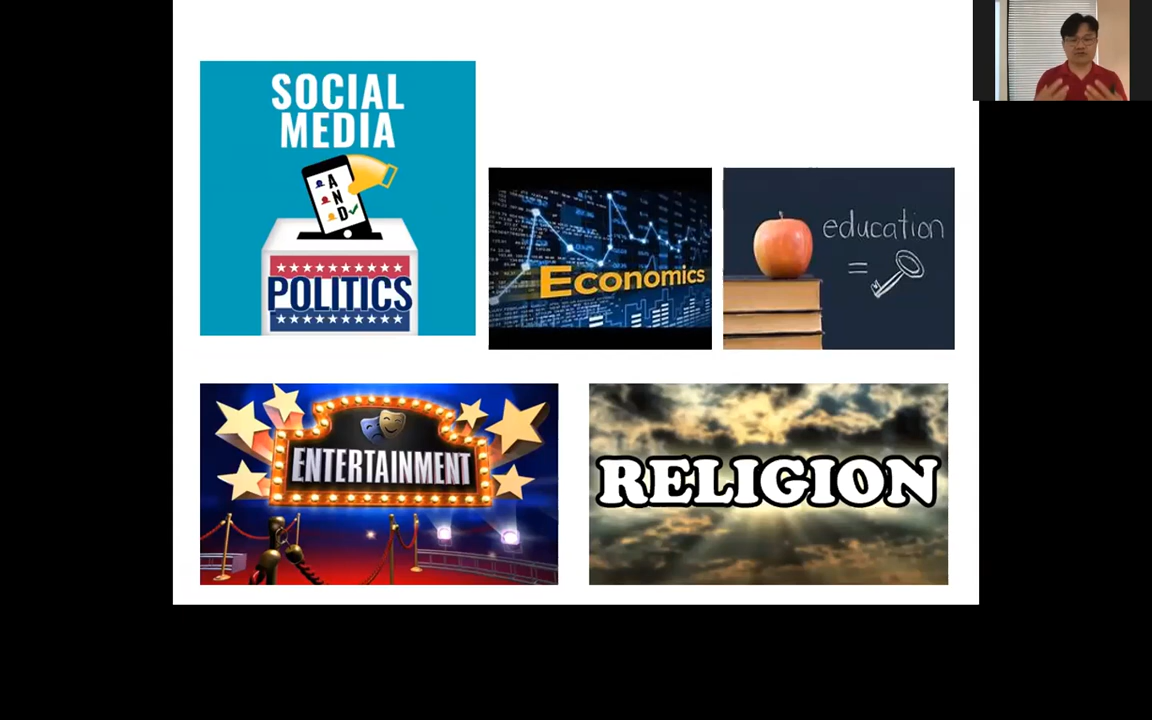 SOCIAL
MEDIA
AND
POLITICS
Economics
education
=
ENTERTAINMENT
RELIGION